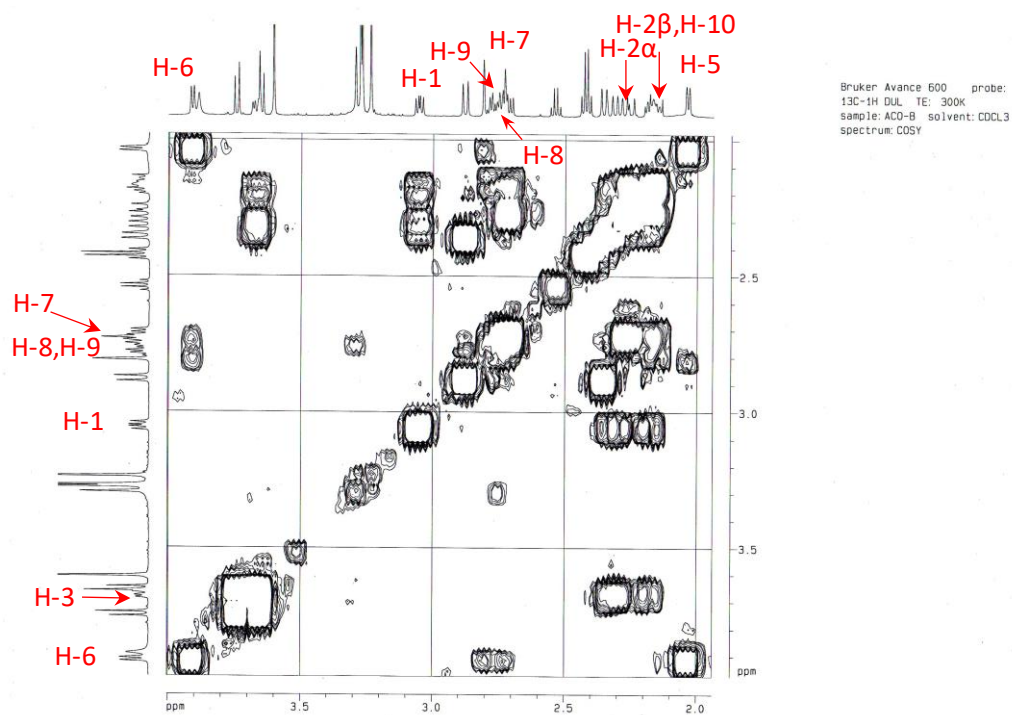 H-2β,H-10
H-7
H-6
H-9
H-2α
H-1
H-5
H-8
Bruker Avance 600 probe:
13C-1H DUL TE: 300K
sample: ACO-B solvent: CDCL3
spectrum: COSY
2.5
H-7
H-8,H-9
3.0
H-1
3.5
H-3
H-6
ppm
ppm 3.5 3.0 2.5 2.0